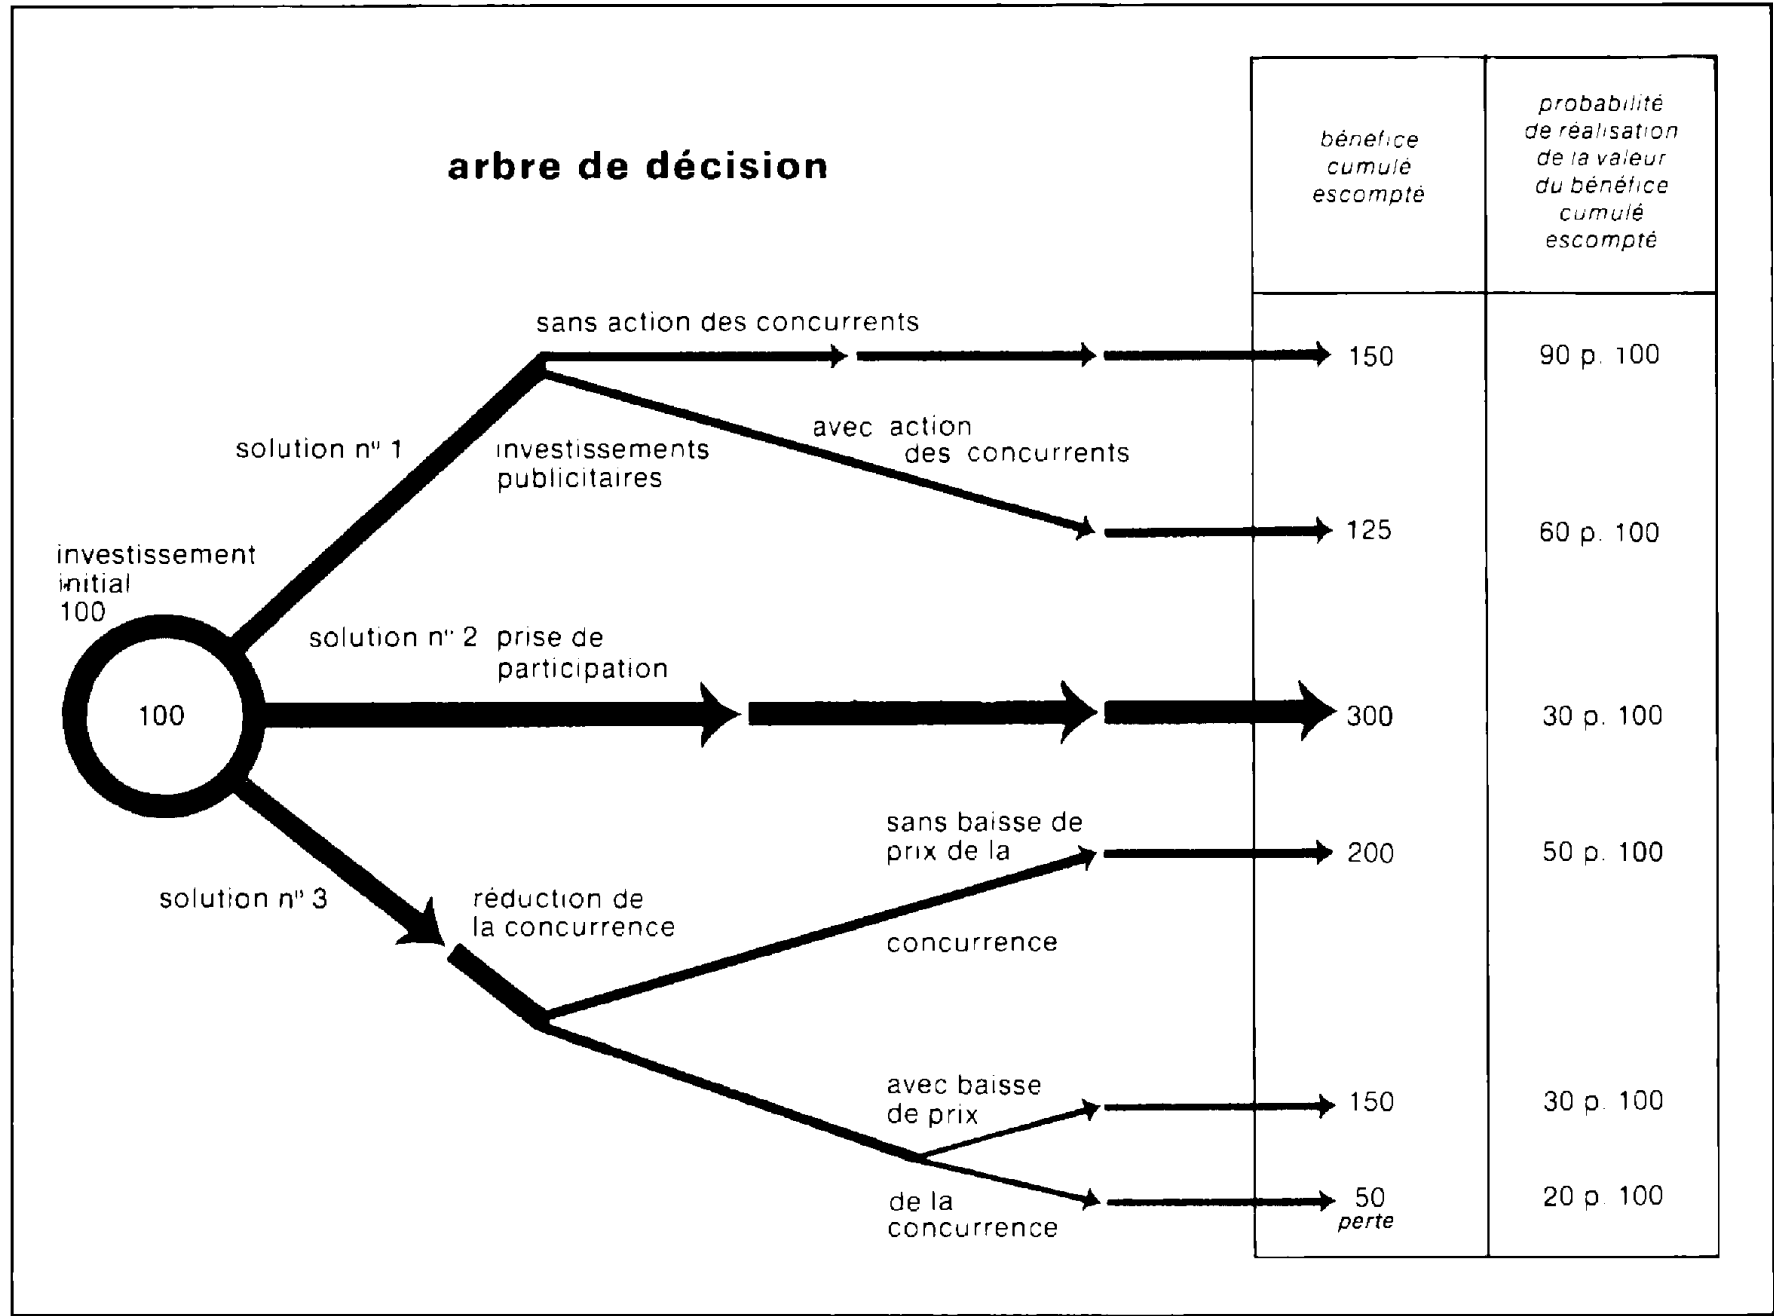 arbre de décision
bénéfice
cumulé
escompté
probabilité
de réalisation
de la valeur
du bénéfice
cumulé
escompté
sans action des concurrents
150
90 p. 100
solution nº 1
investissements
publicitaires
avec action
des concurrents
125
60 p. 100
investissement
initial
100
100
solution nº 2 prise de
participation
300
30 p. 100
sans baisse de
prix de la
concurrence
200
50 p. 100
solution nº 3
réduction de
la concurrence
avec baisse
de prix
150
30 p. 100
de la
concurrence
50
perte
20 p. 100